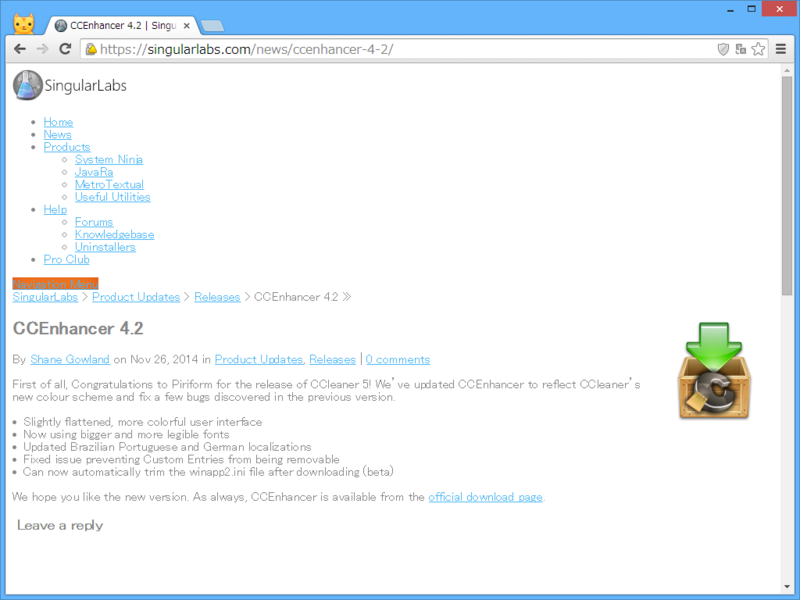 CCEnhancer 4.2 | Singu
https://singularlabs.com/news/ccenhancer-4-2/
SingularLabs
Home
News
Products
System Ninja
JavaRa
MetroTextual
Useful Utilities
Help
Forums
Knowledgebase
Uninstallers
Pro Club
Navigation Menu
SingularLabs > Product Updates > Releases > CCEnhancer 4.2 ≫
CCEnhancer 4.2
By Shane Gowland on Nov 26, 2014 in Product Updates, Releases | 0 comments
First of all, Congratulations to Piriform for the release of CCleaner 5! We’ve updated CCEnhancer to reflect CCleaner’s
new colour scheme and fix a few bugs discovered in the previous version.
• Slightly flattened, more colorful user interface
• Now using bigger and more legible fonts
• Updated Brazilian Portuguese and German localizations
• Fixed issue preventing Custom Entries from being removable
• Can now automatically trim the winapp2.ini file after downloading (beta)
We hope you like the new version. As always, CCEnhancer is available from the official download page.
Leave a reply